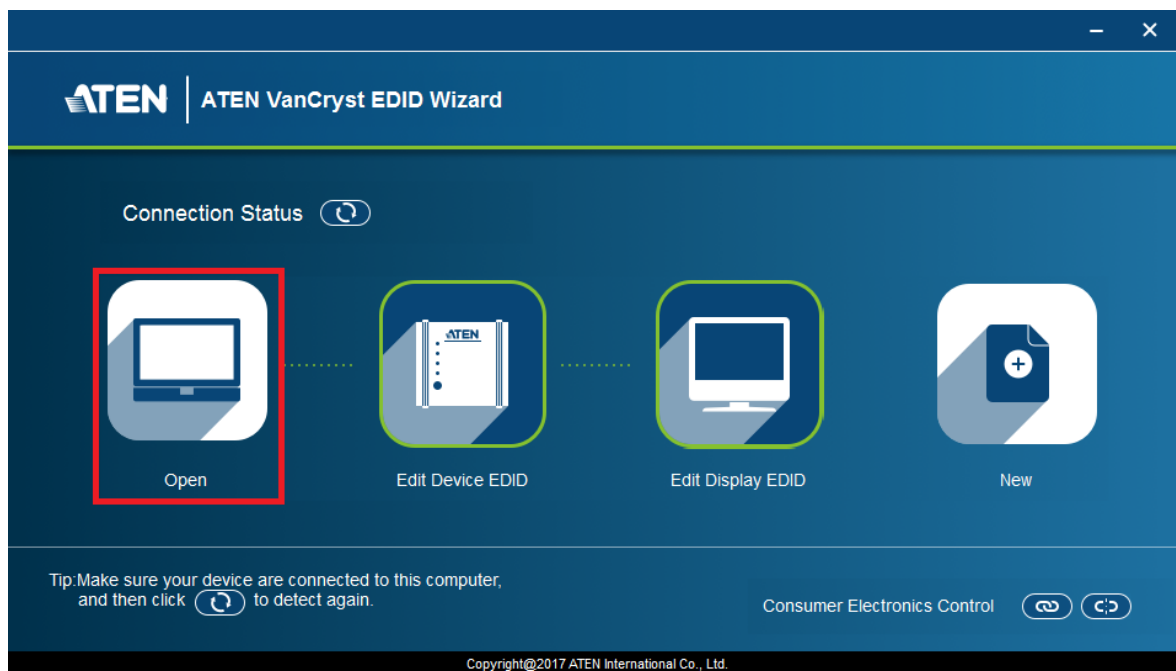 ATEN
ATEN VanCryst EDID Wizard
Connection Status
ATEN
Open
Edit Device EDID
Edit Display EDID
New
Tip:Make sure your device are connected to this computer,
and then click to detect again.
Consumer Electronics Control
Copyright@2017 ATEN International Co., Ltd.